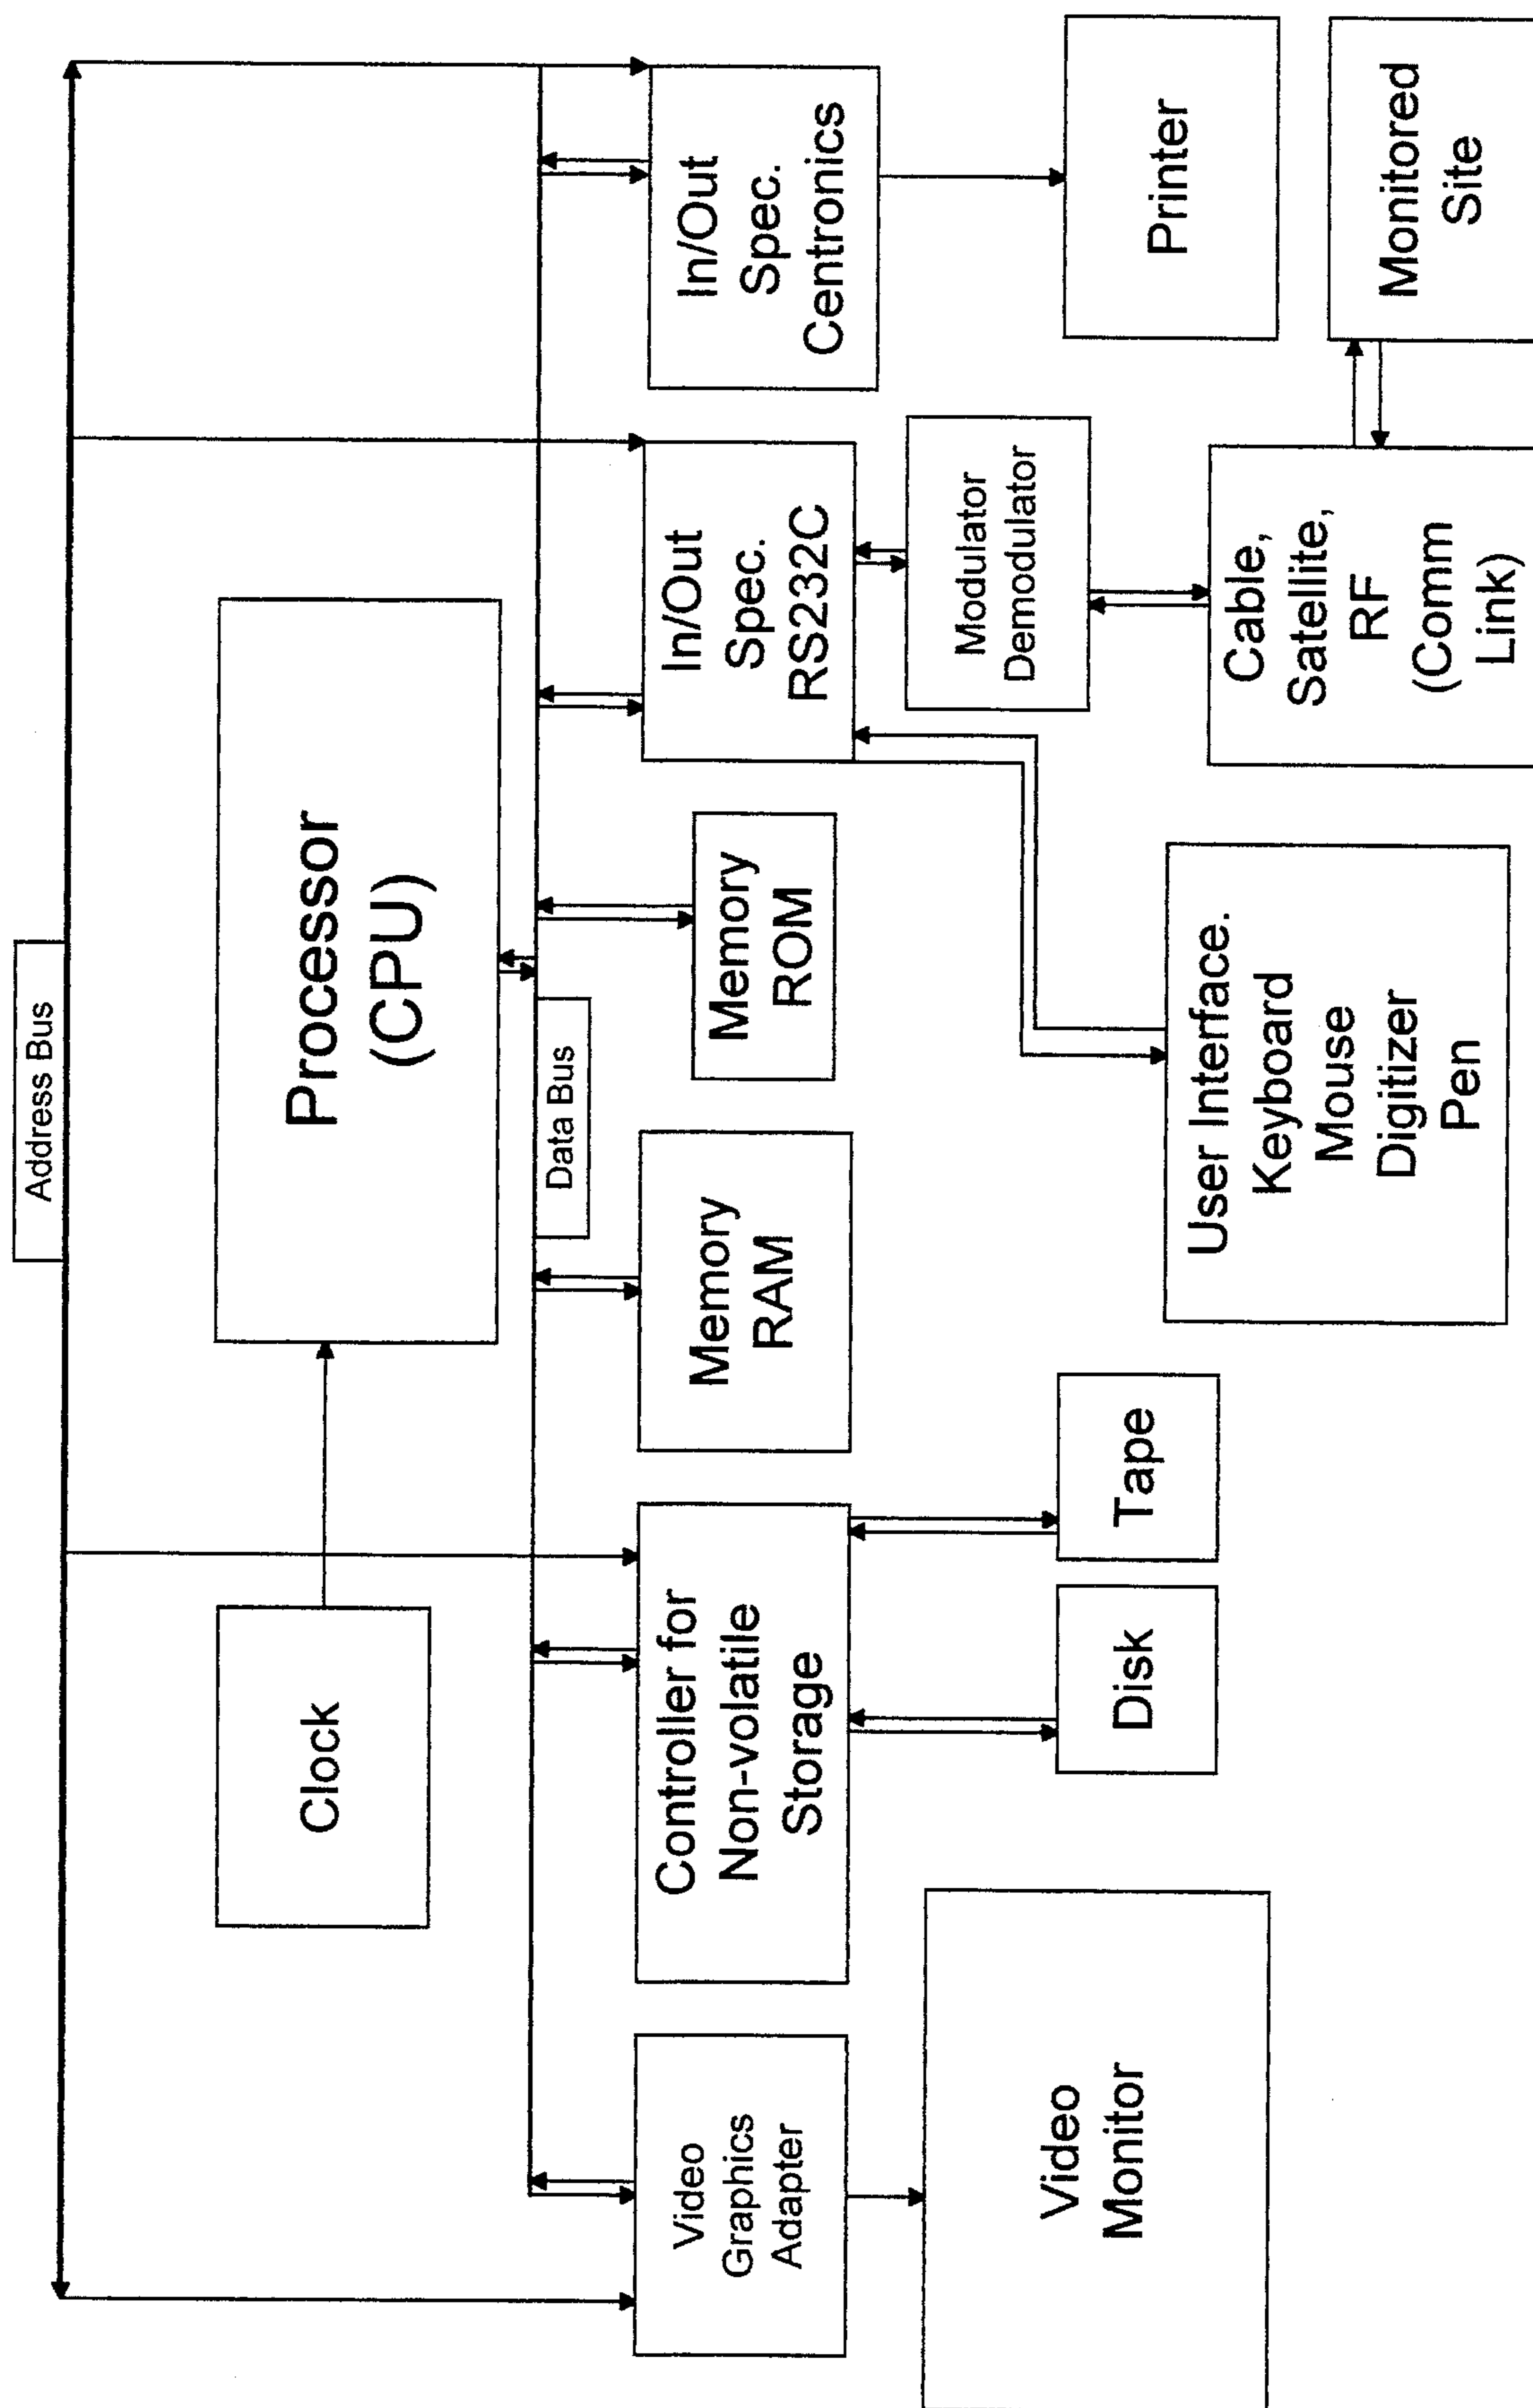 Address Bus
Clock
Processor
(CPU)
Data Bus
Video
Graphics
Adapter
Controller for
Non-volatile
Storage
Memory
RAM
Memory
ROM
In/Out
Spec.
RS232C
In/Out
Spec.
Centronics
Video
Monitor
Disk
Tape
User Interface.
Keyboard
Mouse
Digitizer
Pen
Modulator
Demodulator
Cable,
Satellite,
RF
(Comm
Link)
Printer
Monitored
Site